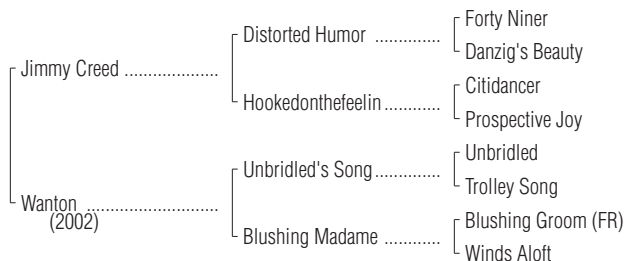 Forty Niner
Distorted Humor ..............
Danzig's Beauty
Jimmy Creed ....................
Citidancer
Hookedonthefeelin ............
Prospective Joy
Unbridled
Unbridled's Song ..............
Trolley Song
Wanton ............................
(2002)
Blushing Groom (FR)
Blushing Madame ............
Winds Aloft